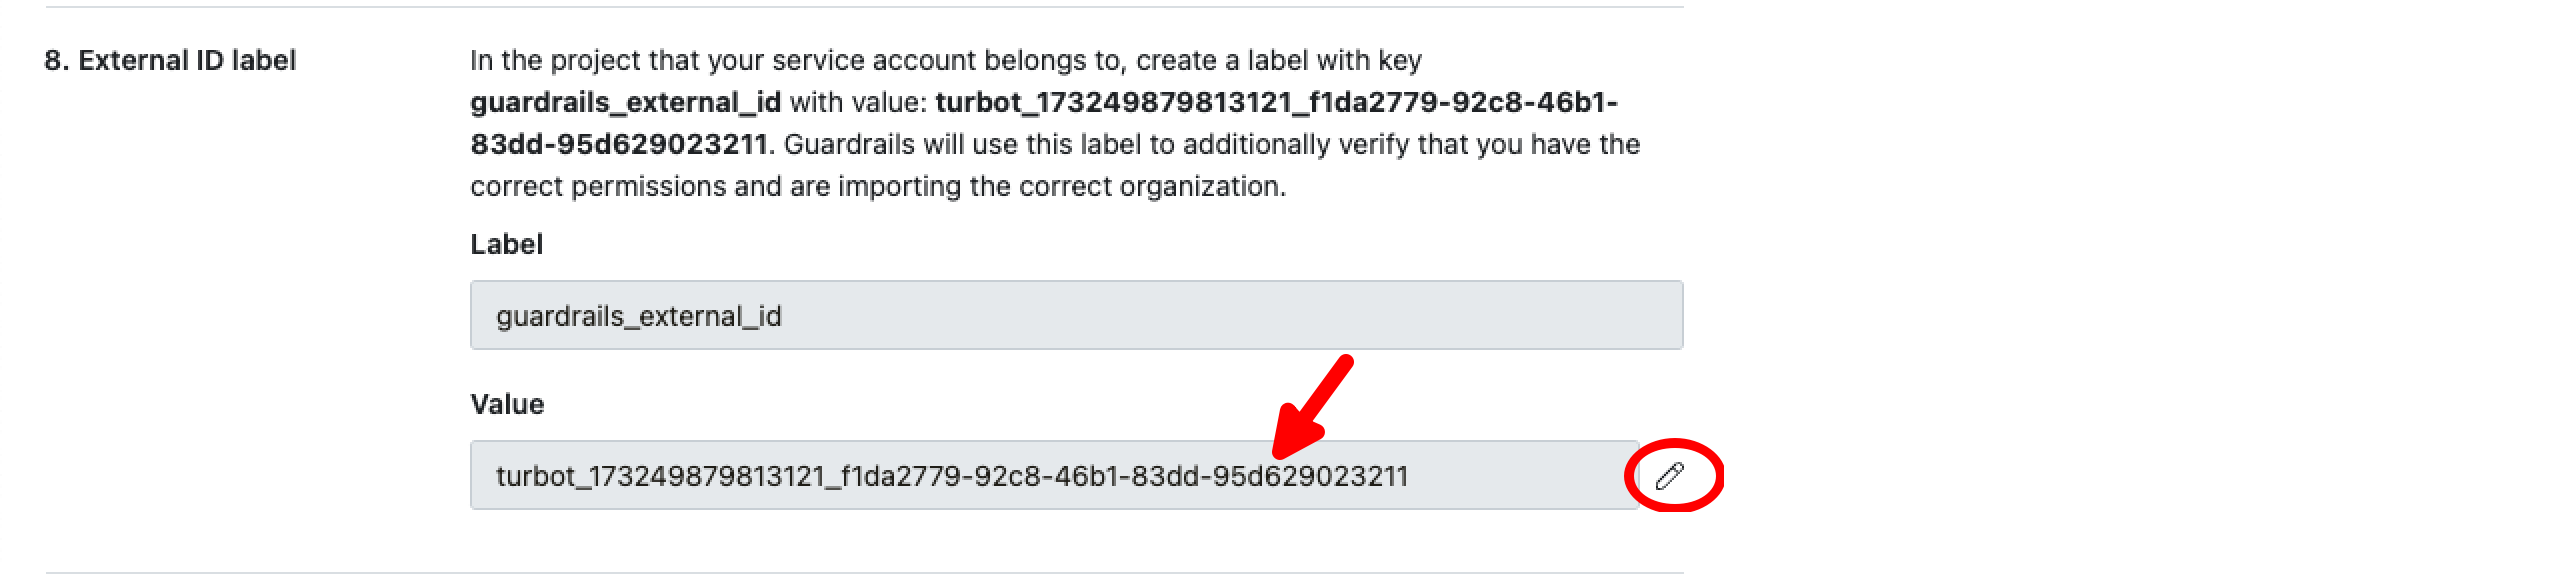 8. External ID label
In the project that your service account belongs to, create a label with key
guardrails_external_id with value: turbot_173249879813121_f1da2779-92c8-46b1-
83dd-95d629023211. Guardrails will use this label to additionally verify that you have the
correct permissions and are importing the correct organization.
Label
guardrails_external_id
Value
turbot_173249879813121_f1da2779-92c8-46b1-83dd-95d629023211